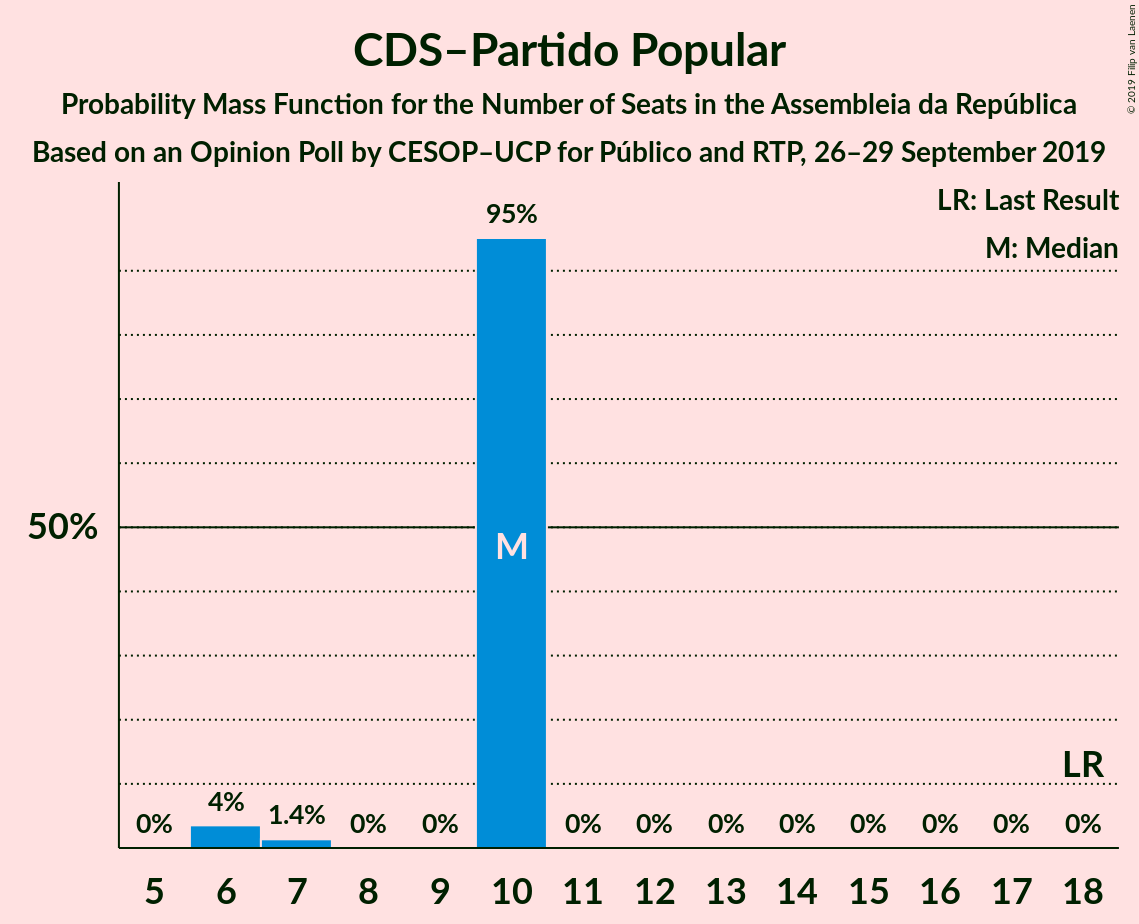 CDS–Partido Popular
Probability Mass Function for the Number of Seats in the Assembleia da República
Based on an Opinion Poll by CESOP–UCP for Público and RTP, 26–29 September 2019
© 2019 Filip van Laenen
LR: Last Result
M: Median
95%
50%
M
LR
0% 4% 1.4% 0% 0% 0% 0% 0% 0% 0% 0% 0% 0%
5 6 7 8 9 10 11 12 13 14 15 16 17 18